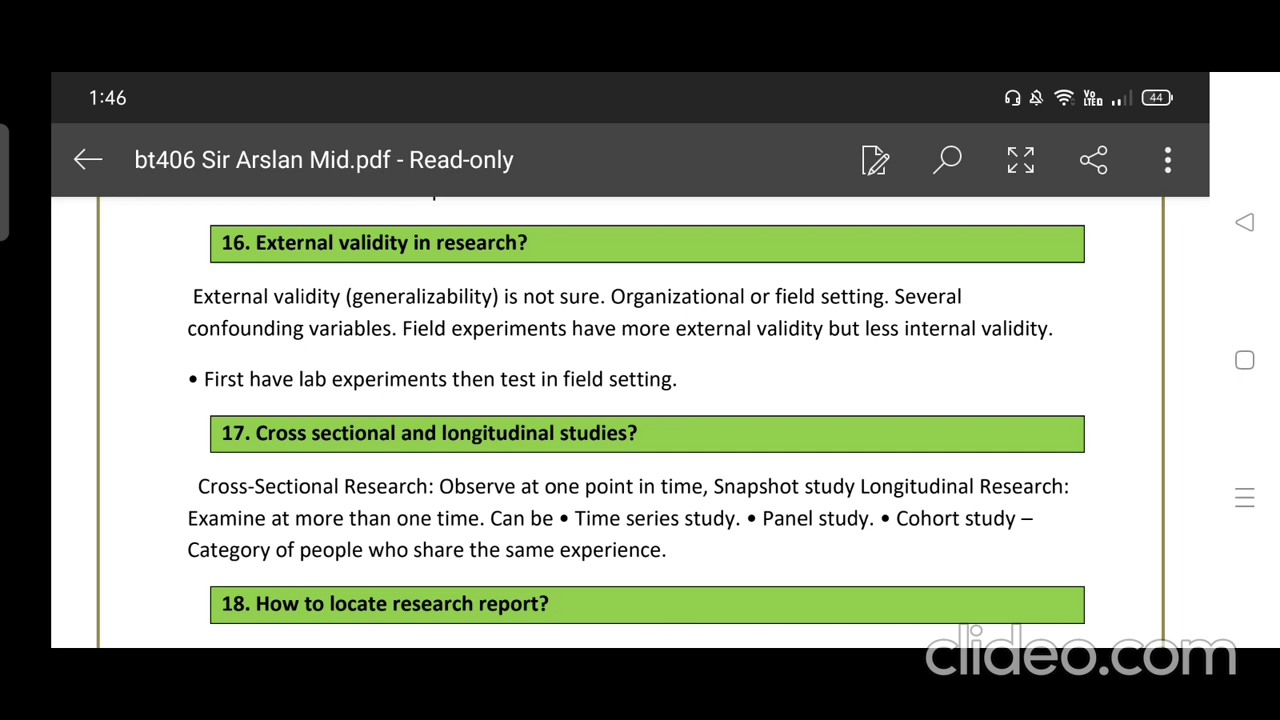 1:46
Vo
LTED
44
bt406 Sir Arslan Mid.pdf - Read-only
16. External validity in research?
External validity (generalizability) is not sure. Organizational or field setting. Several
confounding variables. Field experiments have more external validity but less internal validity.
• First have lab experiments then test in field setting.
17. Cross sectional and longitudinal studies?
Cross-Sectional Research: Observe at one point in time, Snapshot study Longitudinal Research:
Examine at more than one time. Can be • Time series study. • Panel study. • Cohort study –
Category of people who share the same experience.
18. How to locate research report?
clideo.com